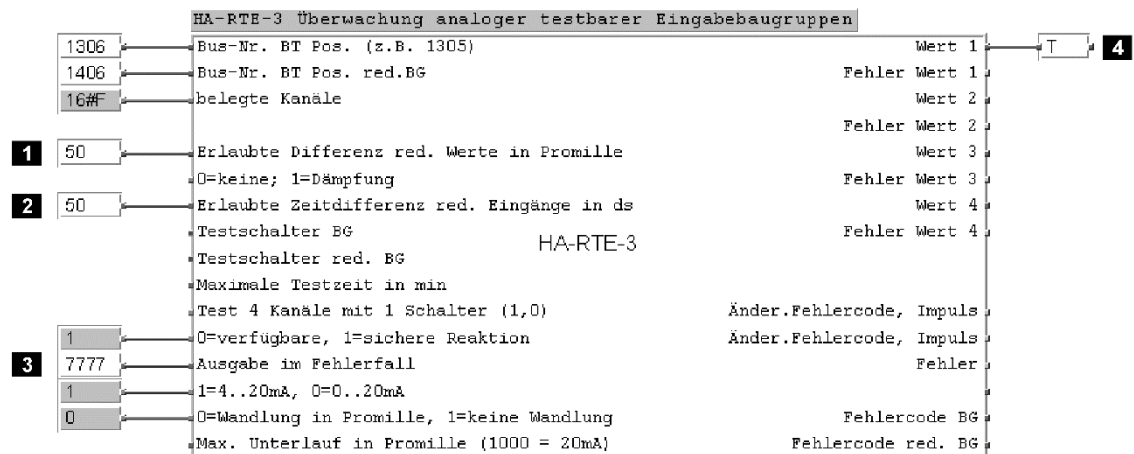 HA-RTE-3 Überwachung analoger testbarer Eingabebaugruppen
1306 Bus-Nr. BT Pos. (z.B. 1305) Wert 1 T 4
1406 Bus-Nr. BT Pos. red.BG Fehler Wert 1
16#F belegte Kanäle Wert 2
Fehler Wert 2
1 50 Erlaubte Differenz red. Werte in Promille Wert 3
0=keine; 1=Dämpfung Fehler Wert 3
2 50 Erlaubte Zeitdifferenz red. Eingänge in ds Wert 4
Testschalter BG Fehler Wert 4
HA-RTE-3
Testschalter red. BG
Maximale Testzeit in min
Test 4 Kanäle mit 1 Schalter (1,0) Änder.Fehlercode, Impuls
1 0=verfügbare, 1=sichere Reaktion Änder.Fehlercode, Impuls
3 7777 Ausgabe im Fehlerfall Fehler
1 1=4..20mA, 0=0..20mA
0 0=Wandlung in Promille, 1=keine Wandlung Fehlercode BG
Max. Unterlauf in Promille (1000 = 20mA) Fehlercode red. BG